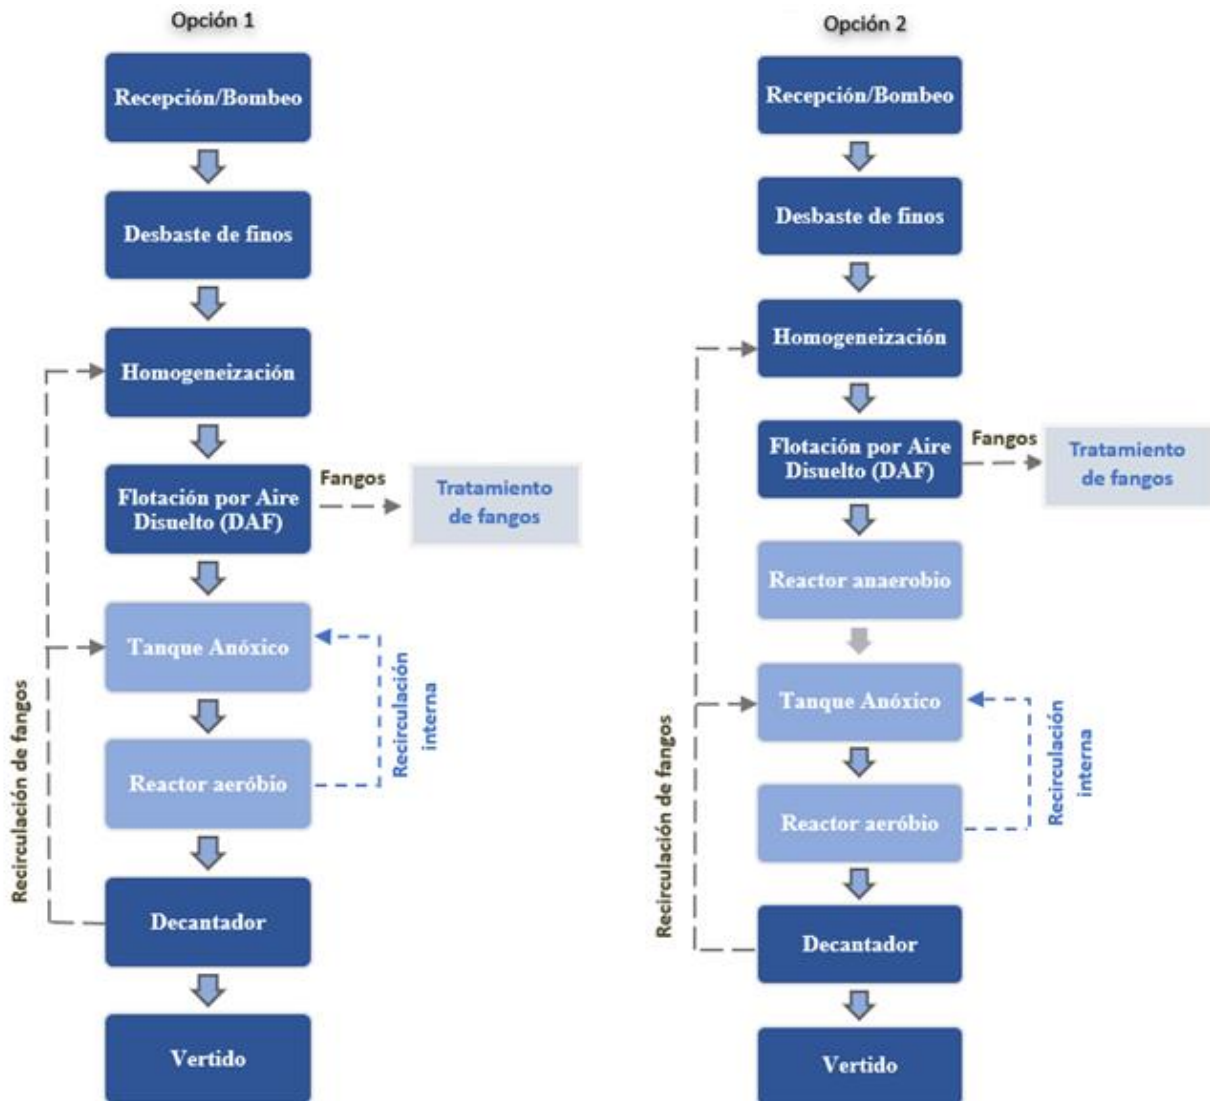 Opción 1
Recepción/Bombeo
Desbaste de finos
Homogeneización
Flotación por Aire
Disuelto (DAF)
Fangos
Tratamiento
de fangos
Tanque Anóxico
Reactor aeróbio
Recirculación
interna
Recirculación de fangos
Decantador
Vertido
Opción 2
Recepción/Bombeo
Desbaste de finos
Homogeneización
Flotación por Aire
Disuelto (DAF)
Fangos
Tratamiento
de fangos
Reactor anaerobio
Tanque Anóxico
Reactor aeróbio
Recirculación
interna
Recirculación de fangos
Decantador
Vertido